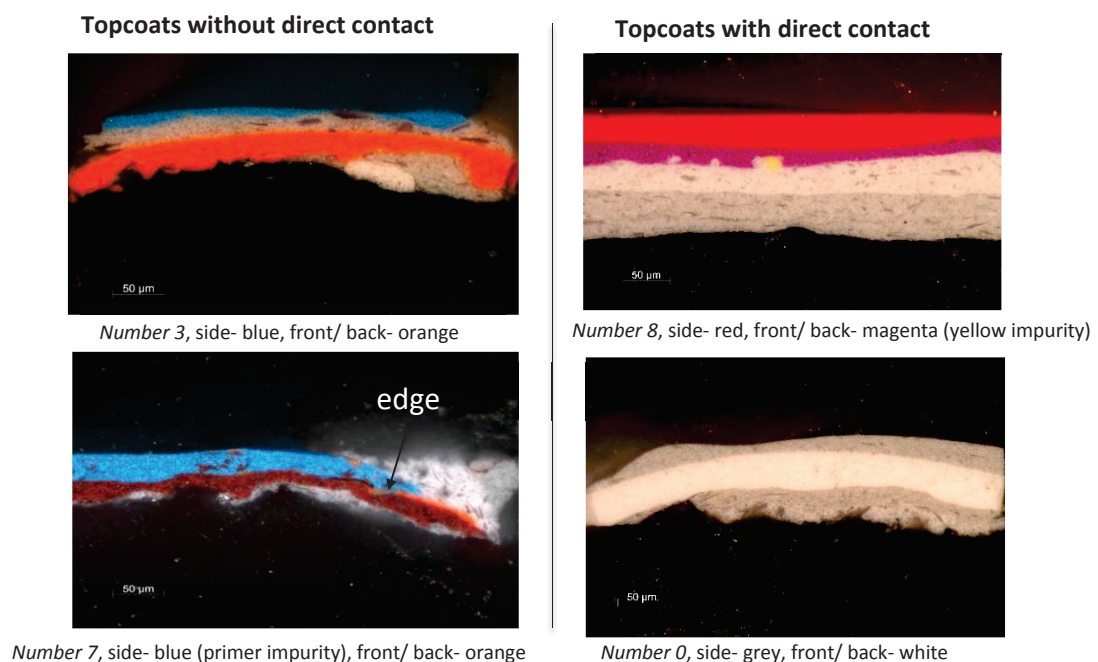 Topcoats without direct contact
Topcoats with direct contact
50 µm
50 µm
Number 3, side- blue, front/ back- orange
Number 8, side- red, front/ back- magenta (yellow impurity)
edge
50 µm
50 µm
Number 7, side- blue (primer impurity), front/ back- orange
Number 0, side- grey, front/ back- white